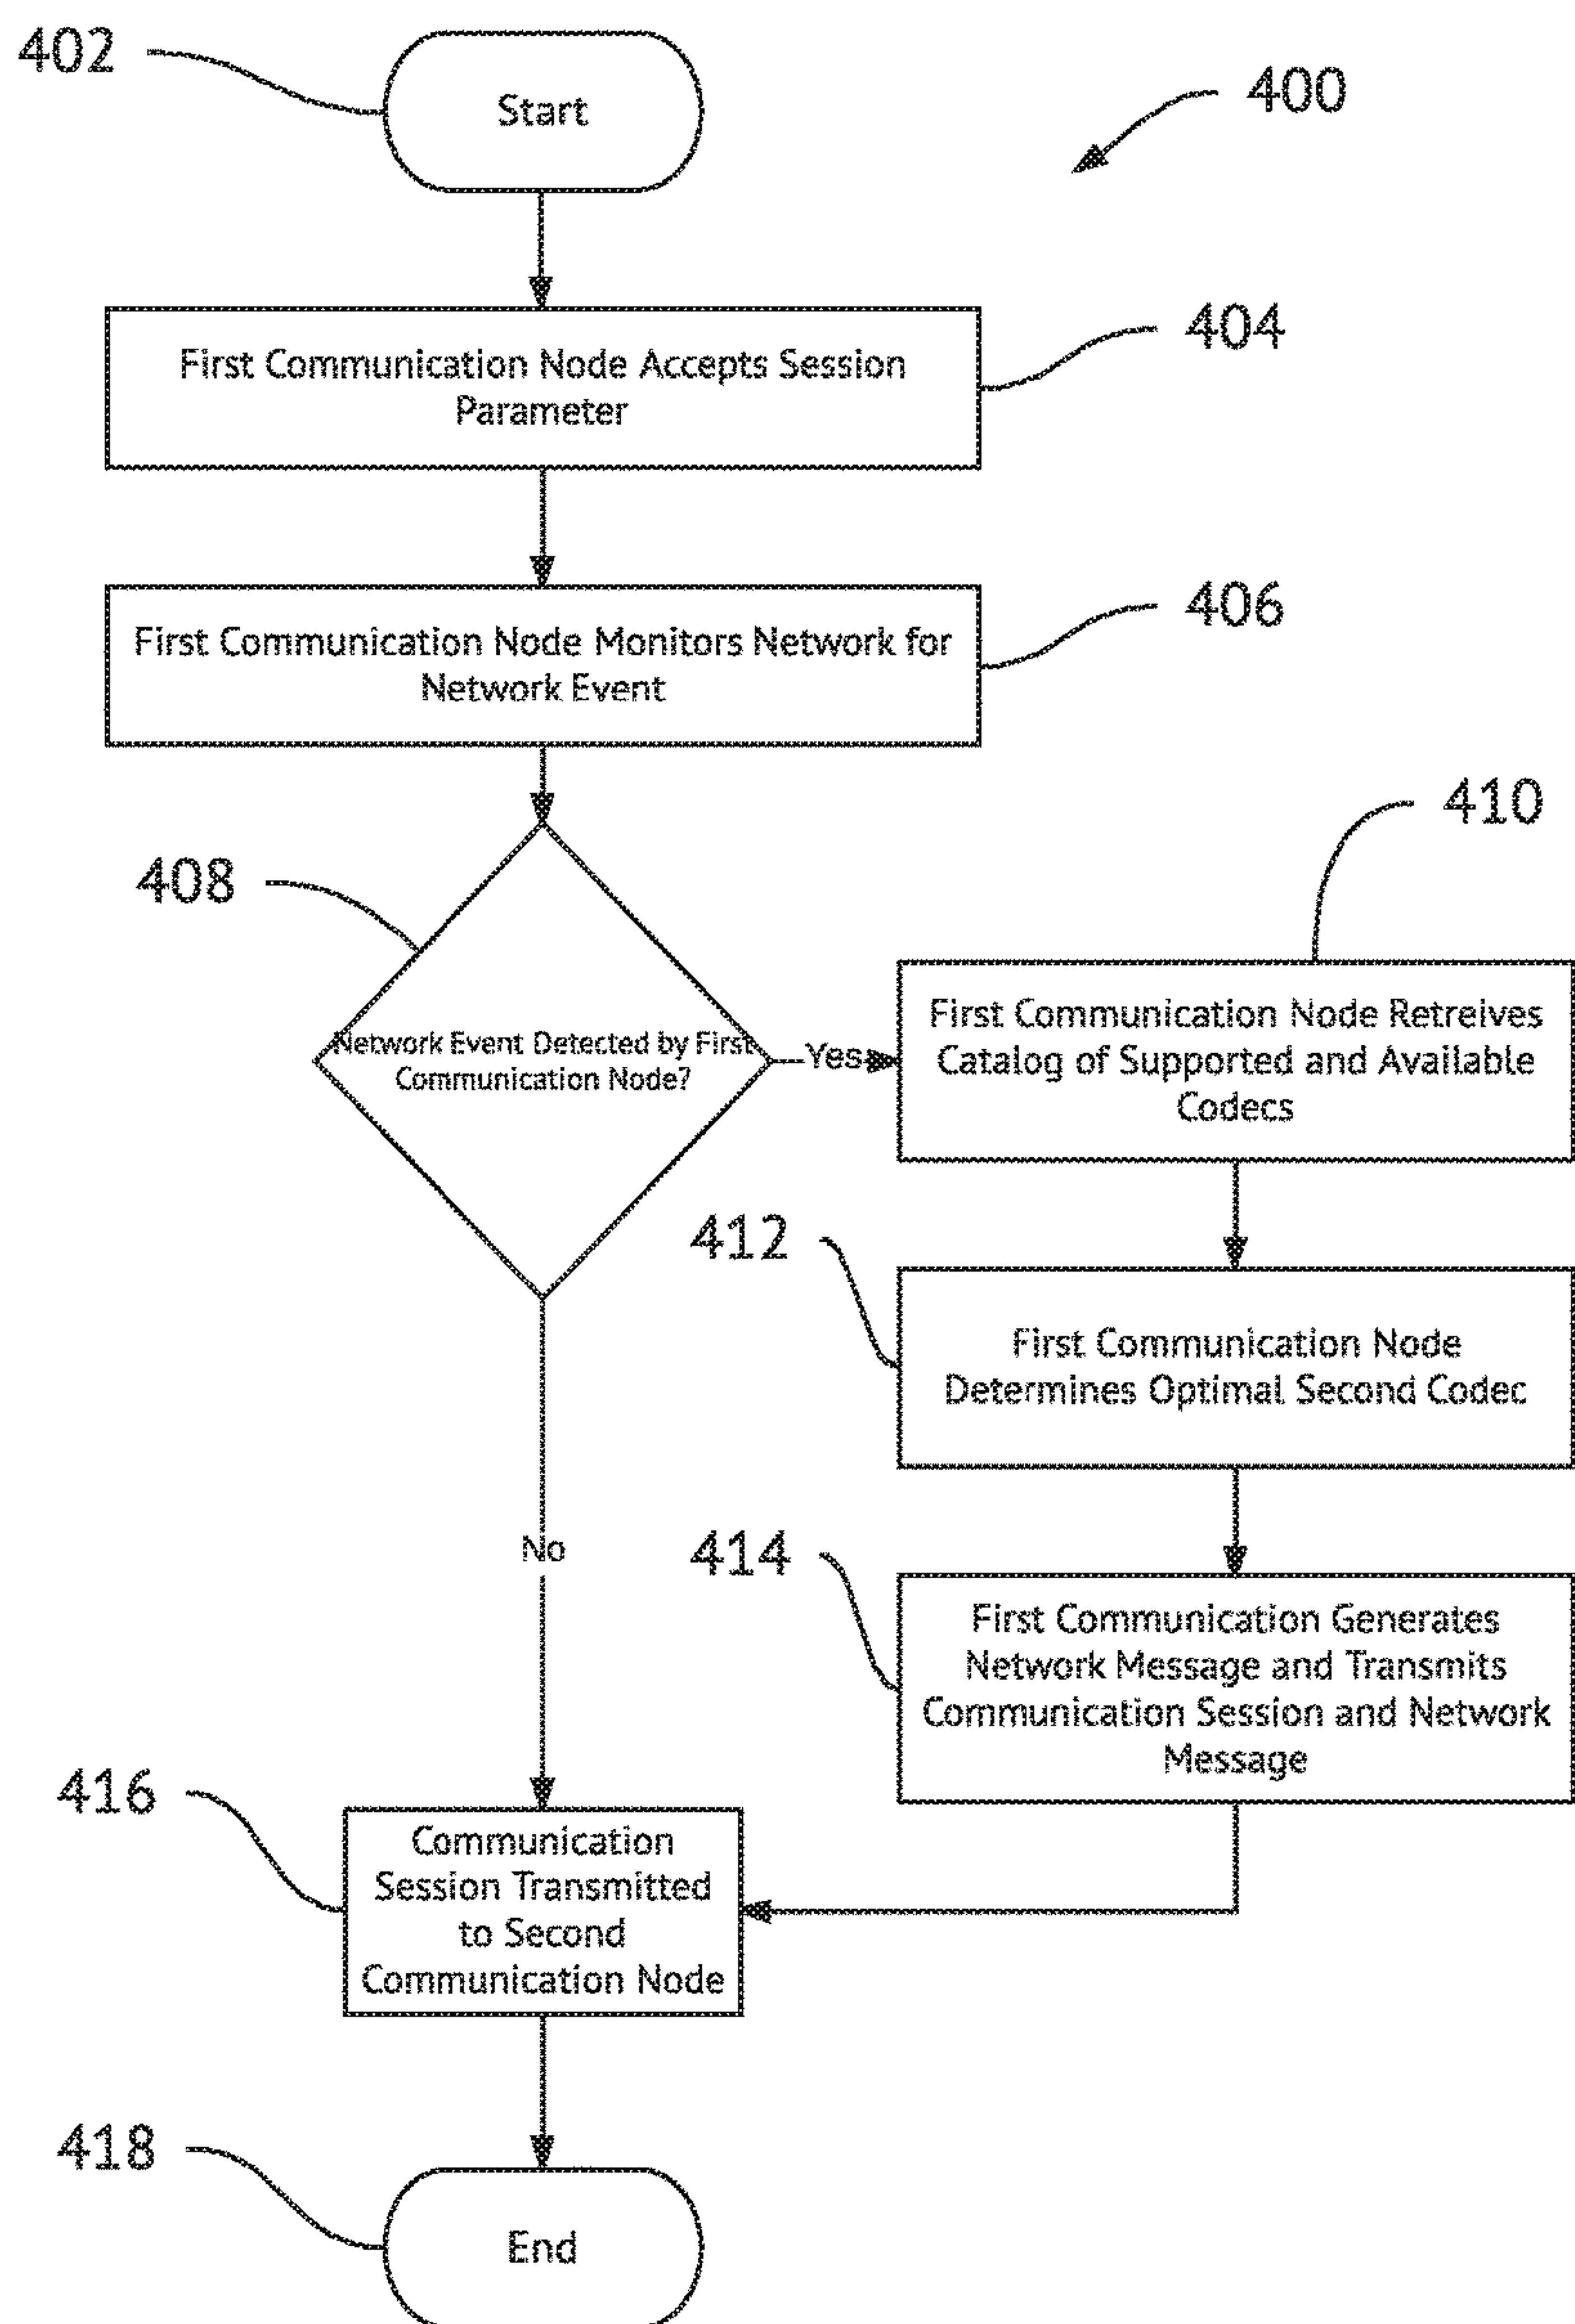 402
Start
400
First Communication Node Accepts Session
Parameter
404
First Communication Node Monitors Network for
Network Event
406
408
Network Event Detected by First
Communication Node?
Yes
410
First Communication Node Retreives
Catalog of Supported and Available
Codecs
412
First Communication Node
Determines Optimal Second Codec
No
414
First Communication Generates
Network Message and Transmits
Communication Session and Network
Message
416
Communication
Session Transmitted
to Second
Communication Node
418
End